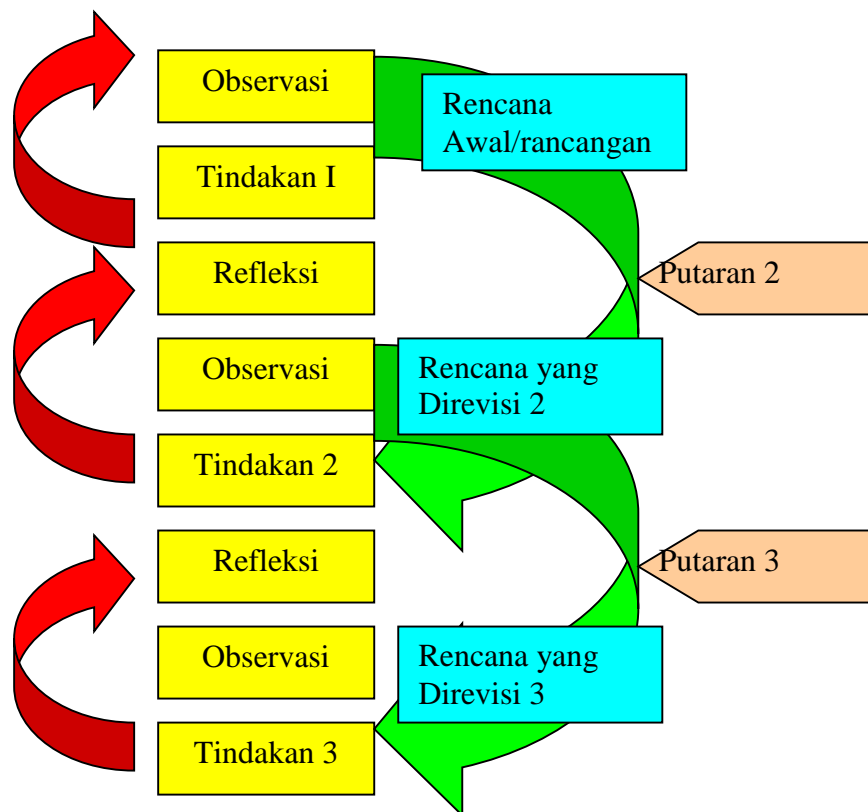 Observasi
Rencana
Awal/rancangan
Tindakan I
Refleksi
Putaran 2
Observasi
Rencana yang
Direvisi 2
Tindakan 2
Refleksi
Putaran 3
Observasi
Rencana yang
Direvisi 3
Tindakan 3